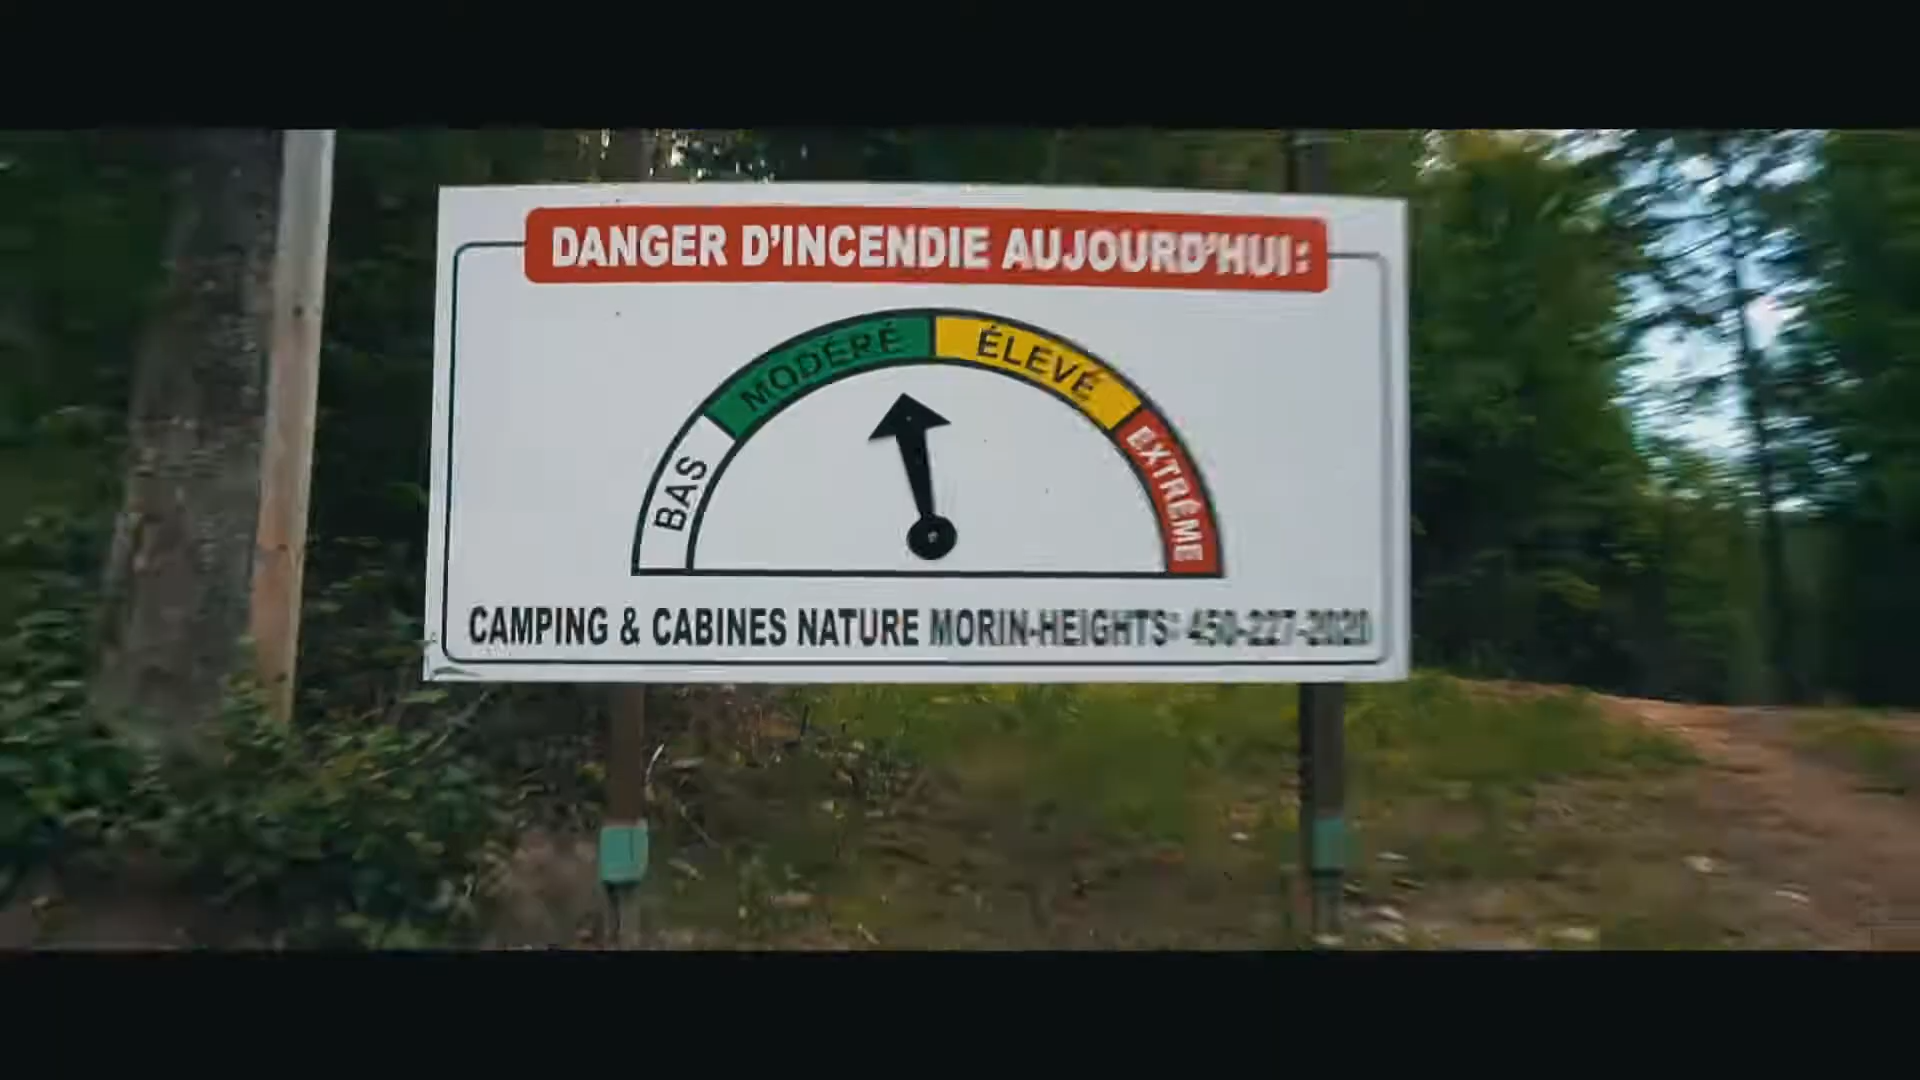 DANGER D'INCENDIE AUJOURD'HUI:
BAS
MODÉRÉ
ÉLEVÉ
EXTRÊME
CAMPING & CABINES NATURE MORIN-HEIGHTS: 450-227-2020